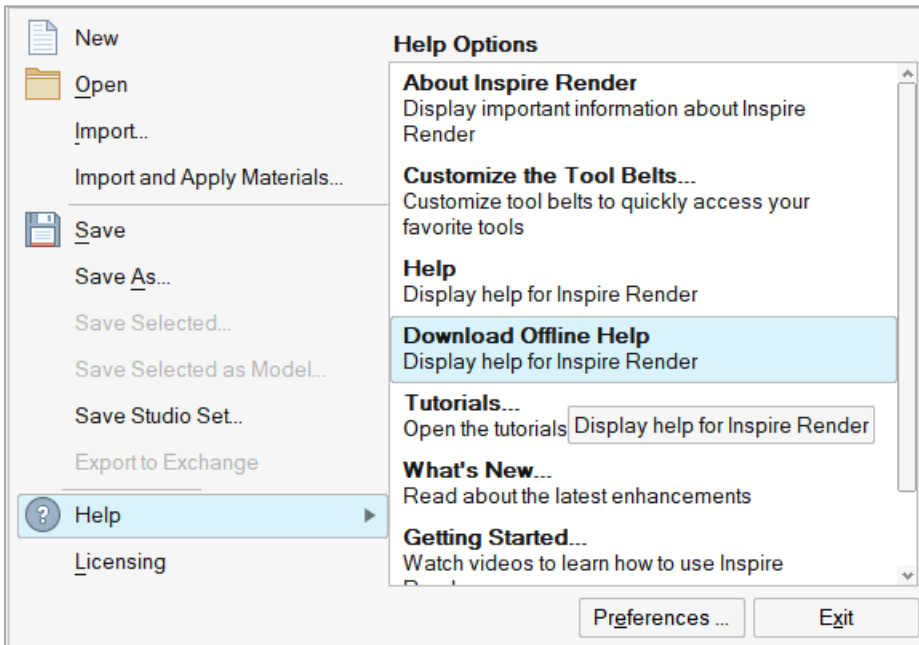 New
Open
Import...
Import and Apply Materials...
Save
Save As...
Save Selected...
Save Selected as Model...
Save Studio Set...
Export to Exchange
Help
Licensing
Help Options
About Inspire Render
Display important information about Inspire
Render
Customize the Tool Belts...
Customize tool belts to quickly access your
favorite tools
Help
Display help for Inspire Render
Download Offline Help
Display help for Inspire Render
Tutorials...
Open the tutorials
Display help for Inspire Render
What's New...
Read about the latest enhancements
Getting Started...
Watch videos to learn how to use Inspire
Preferences ...
Exit